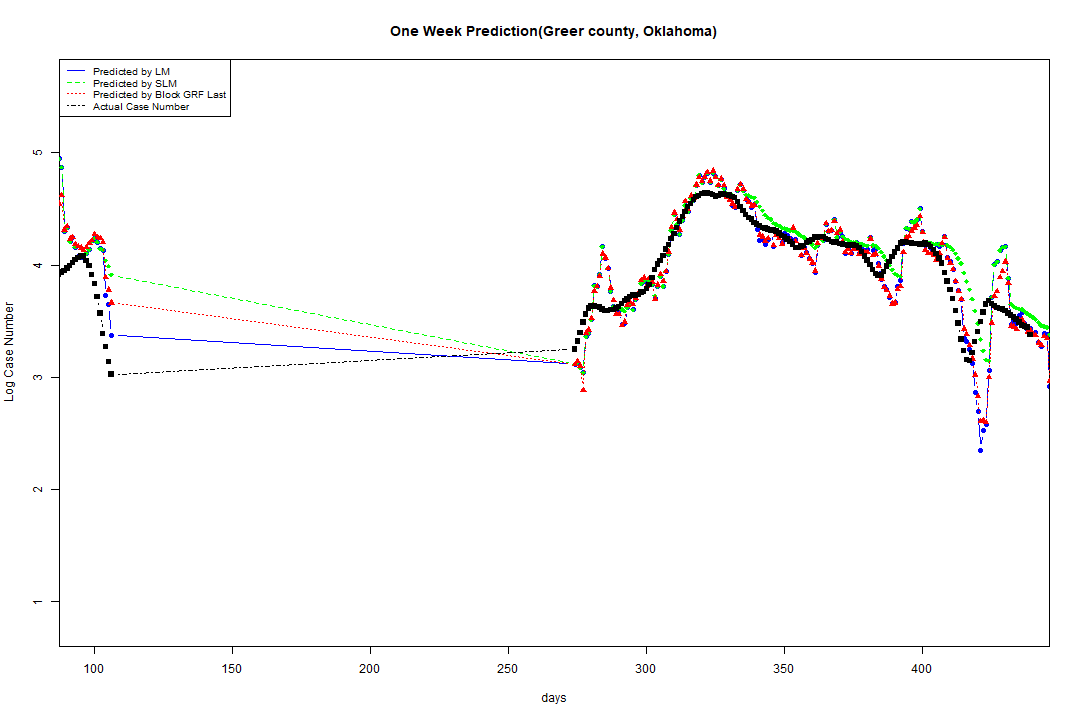 One Week Prediction(Greer county, Oklahoma)
Predicted by LM
Predicted by SLM
Predicted by Block GRF Last
Actual Case Number
Log Case Number
5
4
3
2
1
100 150 200 250 300 350 400
days